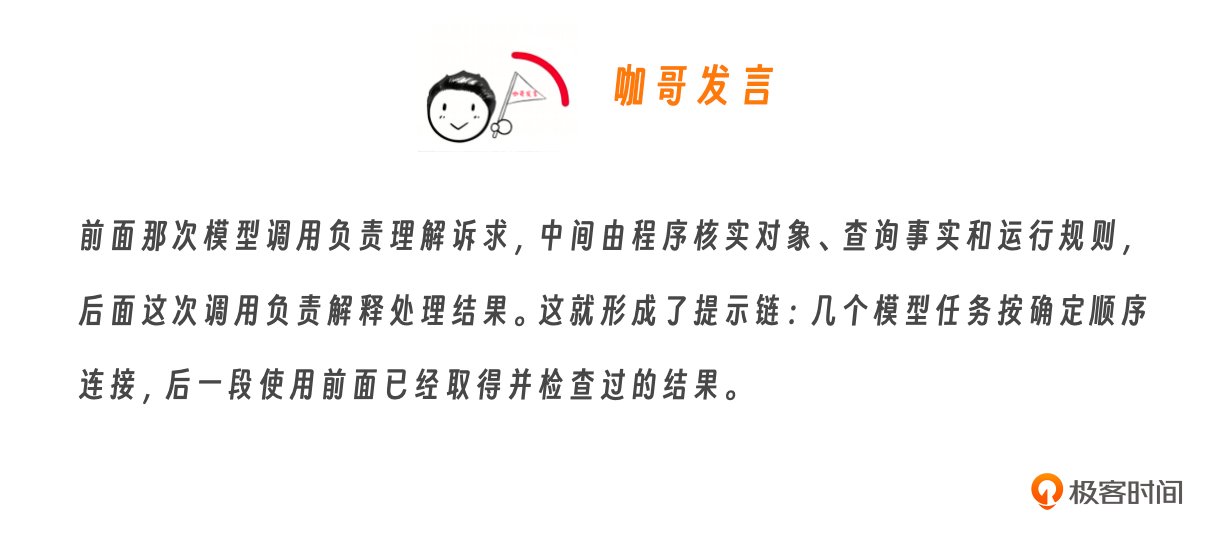 咖哥发言
咖哥发言
前面那次模型调用负责理解诉求，中间由程序核实对象、查询事实和运行规则，
后面这次调用负责解释处理结果。这就形成了提示链：几个模型任务按确定顺序
连接，后一段使用前面已经取得并检查过的结果。
极客时间